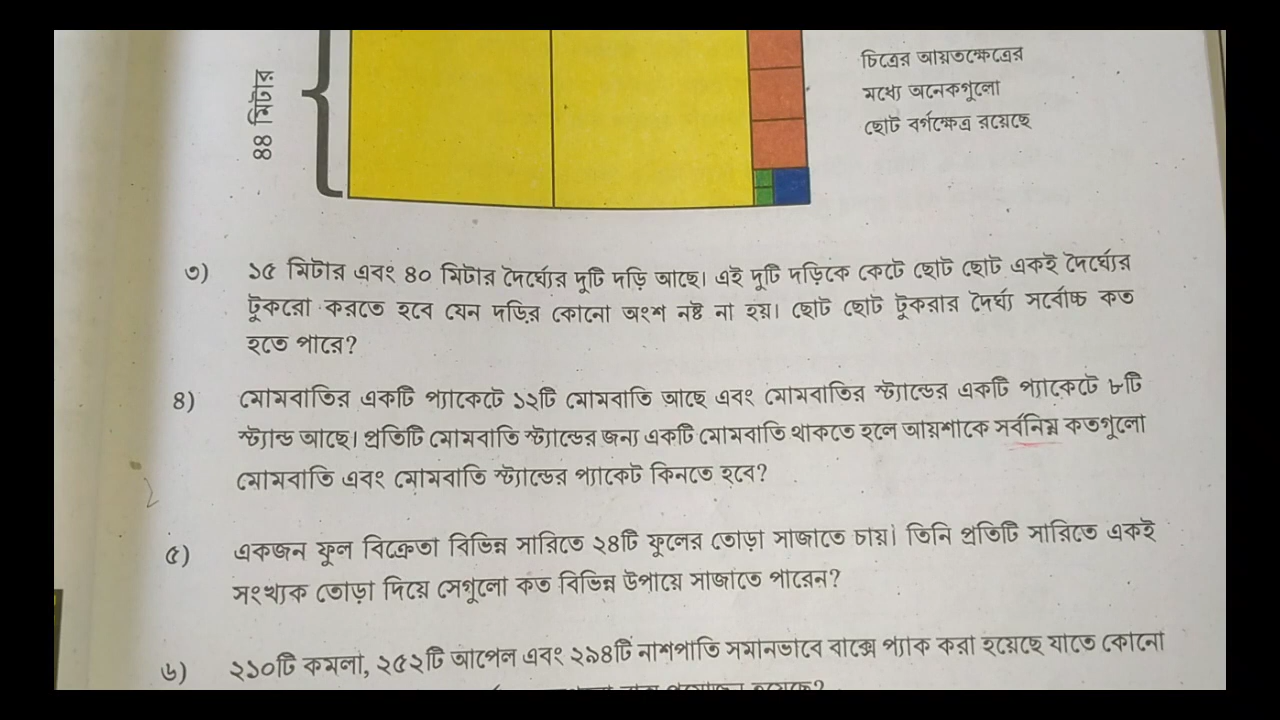 ৪৪ মিটার
চিত্রের আয়তক্ষেত্রের
মধ্যে অনেকগুলো
ছোট বর্গক্ষেত্র রয়েছে
৩) ১৫ মিটার এবং ৪০ মিটার দৈর্ঘ্যের দুটি দড়ি আছে। এই দুটি দড়িকে কেটে ছোট ছোট একই দৈর্ঘ্যের
টুকরো করতে হবে যেন দড়ির কোনো অংশ নষ্ট না হয়। ছোট ছোট টুকরার দৈর্ঘ্য সর্বোচ্চ কত
হতে পারে?
৪) মোমবাতির একটি প্যাকেটে ১২টি মোমবাতি আছে এবং মোমবাতির স্ট্যান্ডের একটি প্যাকেটে ৮টি
স্ট্যান্ড আছে। প্রতিটি মোমবাতি স্ট্যান্ডের জন্য একটি মোমবাতি থাকতে হলে আয়শাকে সর্বনিম্ন কতগুলো
মোমবাতি এবং মোমবাতি স্ট্যান্ডের প্যাকেট কিনতে হবে?
৫) একজন ফুল বিক্রেতা বিভিন্ন সারিতে ২৪টি ফুলের তোড়া সাজাতে চায়। তিনি প্রতিটি সারিতে একই
সংখ্যক তোড়া দিয়ে সেগুলো কত বিভিন্ন উপায়ে সাজাতে পারেন?
৬) ২১০টি কমলা, ২৫২টি আপেল এবং ২৯৪টি নাশপাতি সমানভাবে বাক্সে প্যাক করা হয়েছে যাতে কোনো